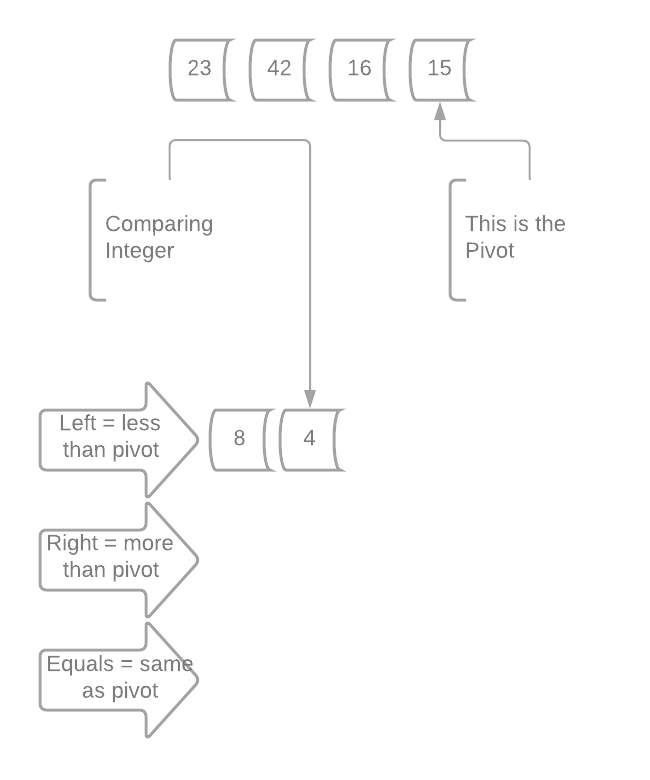 23 42 16 15
Comparing
Integer
This is the
Pivot
Left = less
than pivot
8 4
Right = more
than pivot
Equals = same
as pivot